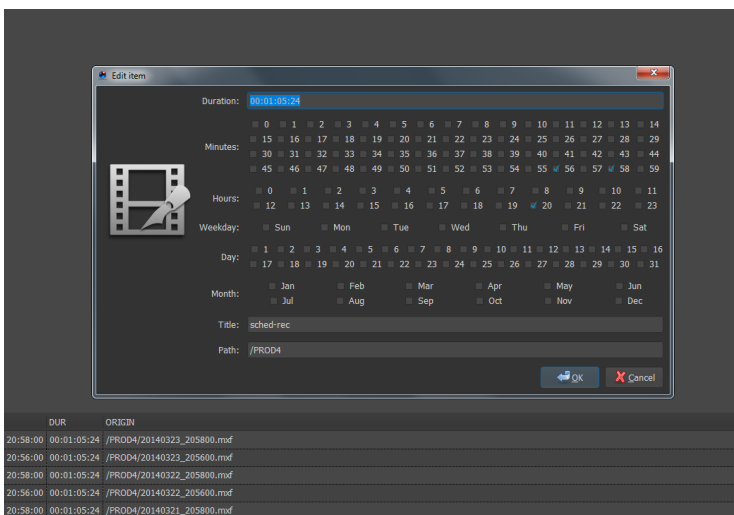 Edit item
Duration: 00:01:05:24
Minutes:
0 1 2 3 4 5 6 7 8 9 10 11 12 13 14
15 16 17 18 19 20 21 22 23 24 25 26 27 28 29
30 31 32 33 34 35 36 37 38 39 40 41 42 43 44
45 46 47 48 49 50 51 52 53 54 55 56 57 58 59
Hours:
0 1 2 3 4 5 6 7 8 9 10 11
12 13 14 15 16 17 18 19 20 21 22 23
Weekday: Sun Mon Tue Wed Thu Fri Sat
Day:
1 2 3 4 5 6 7 8 9 10 11 12 13 14 15 16
17 18 19 20 21 22 23 24 25 26 27 28 29 30 31
Month:
Jan Feb Mar Apr May Jun
Jul Aug Sep Oct Nov Dec
Title: sched-rec
Path: /PROD4
OK Cancel
DUR ORIGIN
20:58:00 00:01:05:24 /PROD4/20140323_205800.mxf
20:56:00 00:01:05:24 /PROD4/20140323_205600.mxf
20:58:00 00:01:05:24 /PROD4/20140322_205800.mxf
20:56:00 00:01:05:24 /PROD4/20140322_205600.mxf
20:58:00 00:01:05:24 /PROD4/20140321_205800.mxf